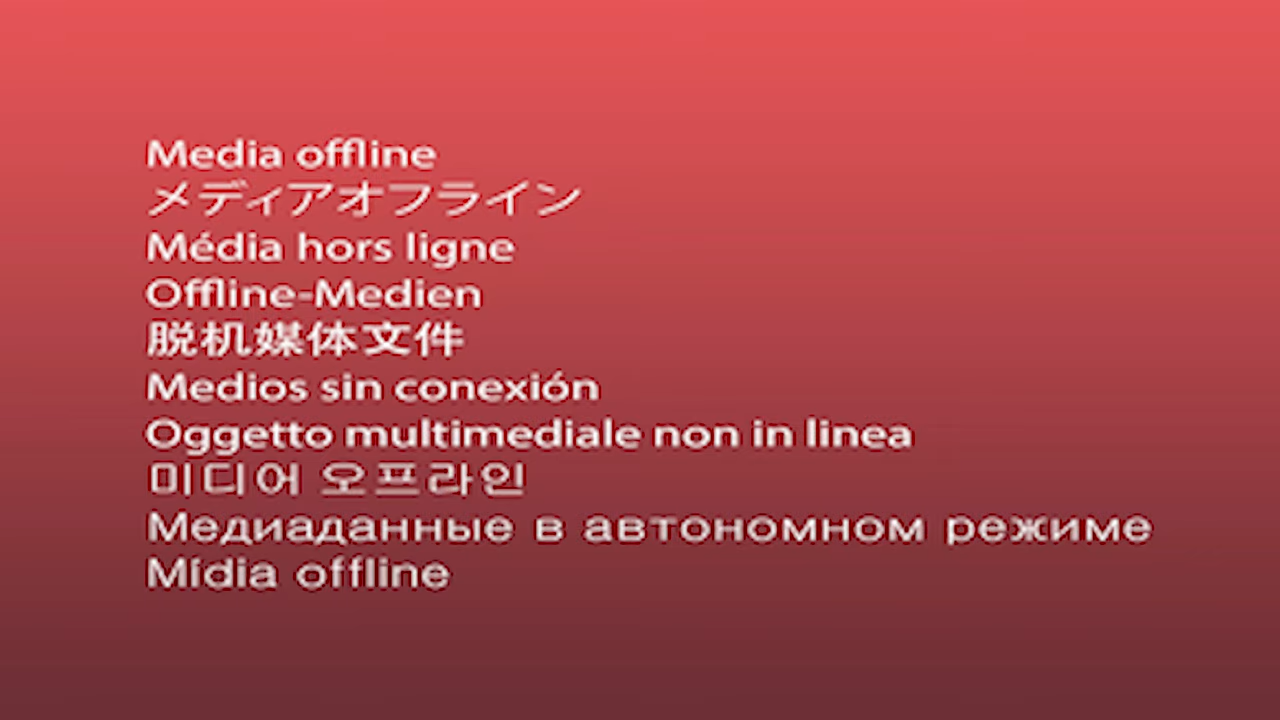 Media offline
メディアオフライン
Média hors ligne
Offline-Medien
脱机媒体文件
Medios sin conexión
Oggetto multimediale non in linea
미디어 오프라인
Медиаданные в автономном режиме
Mídia offline